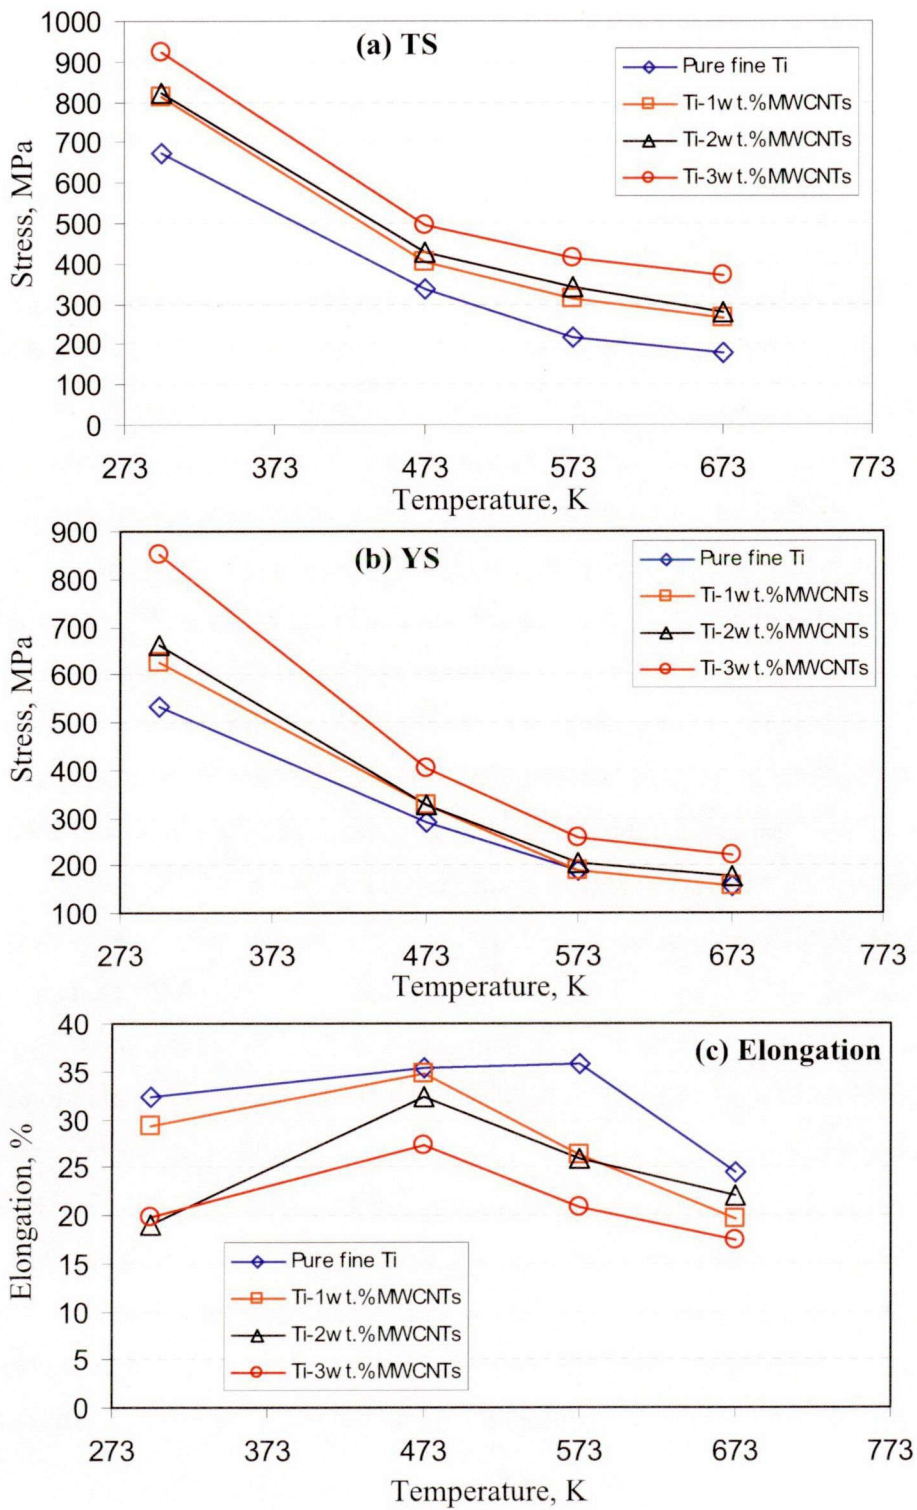 (a) TS
Stress, MPa
1000
900
800
700
600
500
400
300
200
100
0
Pure fine Ti
Ti-1wt.%MWCNTs
Ti-2wt.%MWCNTs
Ti-3wt.%MWCNTs
273 373 473 573 673 773
Temperature, K
(b) YS
Stress, MPa
900
800
700
600
500
400
300
200
100
Pure fine Ti
Ti-1wt.%MWCNTs
Ti-2wt.%MWCNTs
Ti-3wt.%MWCNTs
273 373 473 573 673 773
Temperature, K
(c) Elongation
Elongation, %
40
35
30
25
20
15
10
5
0
Pure fine Ti
Ti-1wt.%MWCNTs
Ti-2wt.%MWCNTs
Ti-3wt.%MWCNTs
273 373 473 573 673 773
Temperature, K